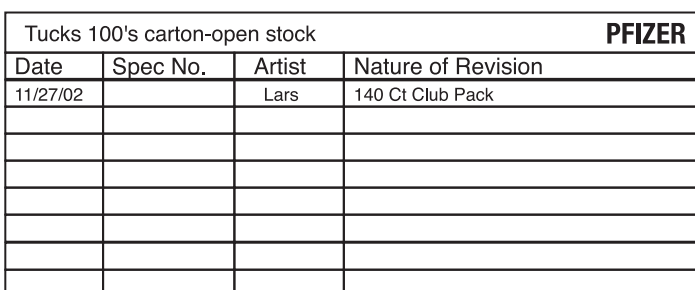 Tucks 100's carton-open stock PFIZER
Date Spec No. Artist Nature of Revision
11/27/02 Lars 140 Ct Club Pack